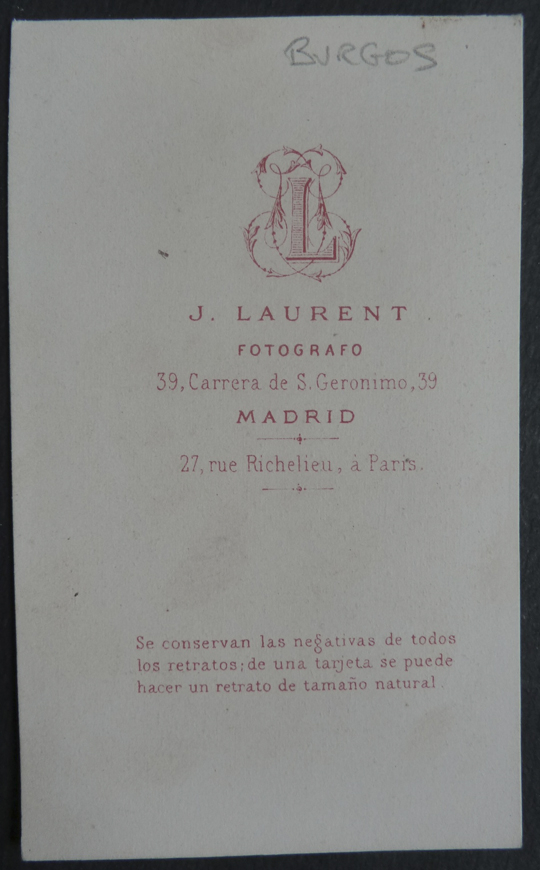 BURGOS
JL
J. LAURENT.
FOTOGRAFO
39, Carrera de S. Geronimo, 39
MADRID
27, rue Richelieu, á Paris.
Se conservan las negativas de todos
los retratos; de una tarjeta se puede
hacer un retrato de tamaño natural.